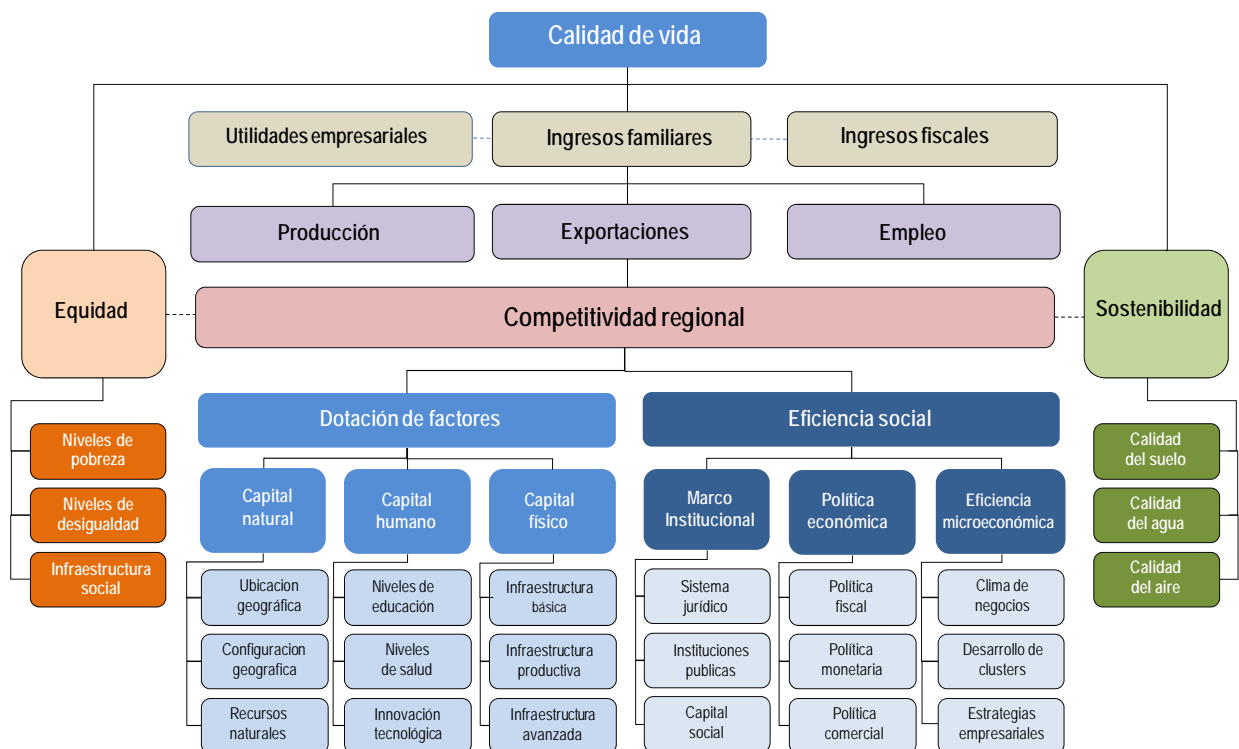 Calidad de vida
Utilidades empresariales
Ingresos familiares
Ingresos fiscales
Producción
Exportaciones
Empleo
Equidad
Competitividad regional
Sostenibilidad
Dotación de factores
Eficiencia social
Niveles de
pobreza
Niveles de
desigualdad
Infraestructura
social
Capital
natural
Capital
humano
Capital
físico
Marco
Institucional
Política
económica
Eficiencia
microeconómica
Calidad
del suelo
Calidad
del agua
Calidad
del aire
Ubicacion
geográfica
Niveles de
educación
Infraestructura
básica
Sistema
jurídico
Política
fiscal
Clima de
negocios
Configuracion
geografica
Niveles
de salud
Infraestructura
productiva
Instituciones
publicas
Política
monetaria
Desarrollo de
clusters
Recursos
naturales
Innovación
tecnológica
Infraestructura
avanzada
Capital
social
Política
comercial
Estrategias
empresariales